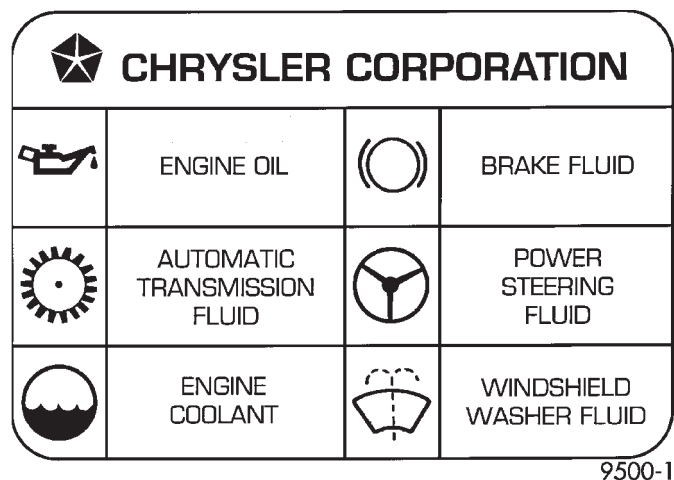 CHRYSLER CORPORATION
ENGINE OIL
BRAKE FLUID
AUTOMATIC
TRANSMISSION
FLUID
POWER
STEERING
FLUID
ENGINE
COOLANT
WINDSHIELD
WASHER FLUID
9500-1